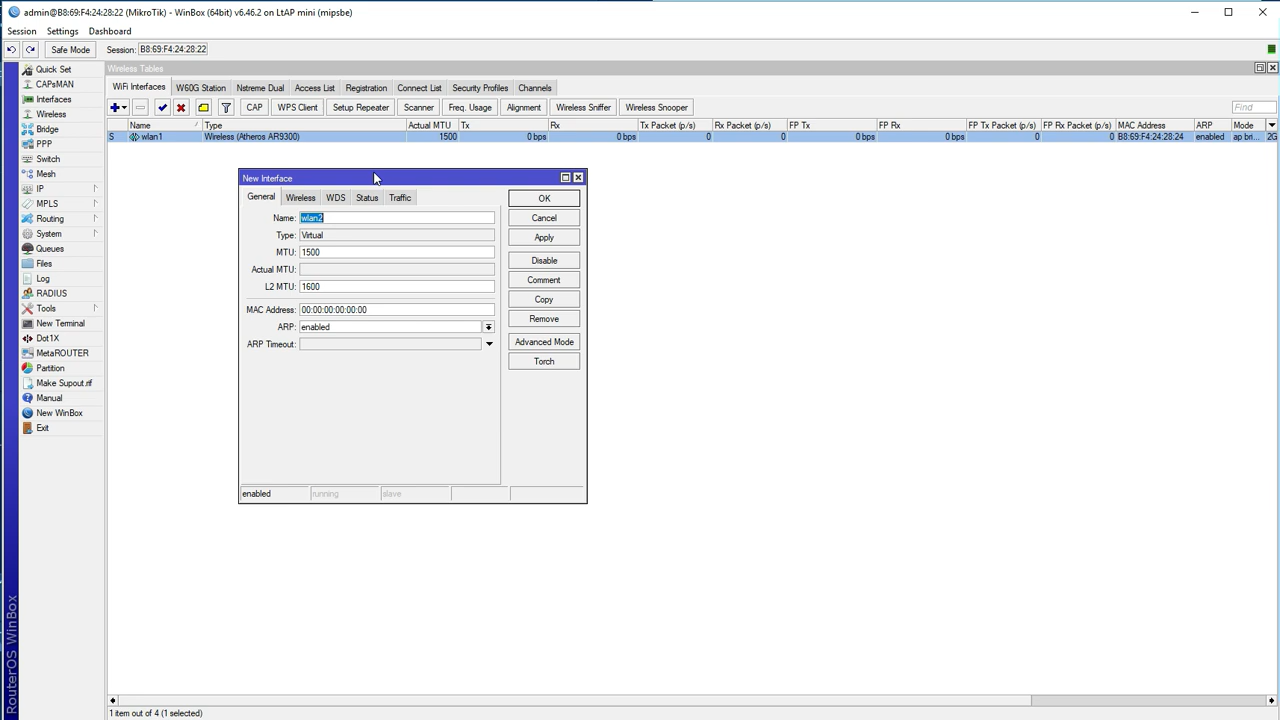 admin@B8:69:F4:24:28:22 (MikroTik) - WinBox (64bit) v6.46.2 on LtAP mini (mipsbe)
Session Settings Dashboard
Safe Mode Session: B8:69:F4:24:28:22
Quick Set
CAPsMAN
Interfaces
Wireless
Bridge
PPP
Switch
Mesh
IP
MPLS
Routing
System
Queues
Files
Log
RADIUS
Tools
New Terminal
Dot1X
MetaROUTER
Partition
Make Supout.rif
Manual
New WinBox
Exit
RouterOS WinBox
Wireless Tables
WiFi Interfaces W60G Station Nstreme Dual Access List Registration Connect List Security Profiles Channels
CAP WPS Client Setup Repeater Scanner Freq. Usage Alignment Wireless Sniffer Wireless Snooper Find
Name Type Actual MTU Tx Rx Tx Packet (p/s) Rx Packet (p/s) FP Tx FP Rx FP Tx Packet (p/s) FP Rx Packet (p/s) MAC Address ARP Mode
S wlan1 Wireless (Atheros AR9300) 1500 0 bps 0 bps 0 0 0 bps 0 bps 0 0 B8:69:F4:24:28:24 enabled ap bri... 2G
New Interface
General Wireless WDS Status Traffic
Name: wlan2
Type: Virtual
MTU: 1500
Actual MTU:
L2 MTU: 1600
MAC Address: 00:00:00:00:00:00
ARP: enabled
ARP Timeout:
OK
Cancel
Apply
Disable
Comment
Copy
Remove
Advanced Mode
Torch
enabled running slave
1 item out of 4 (1 selected)